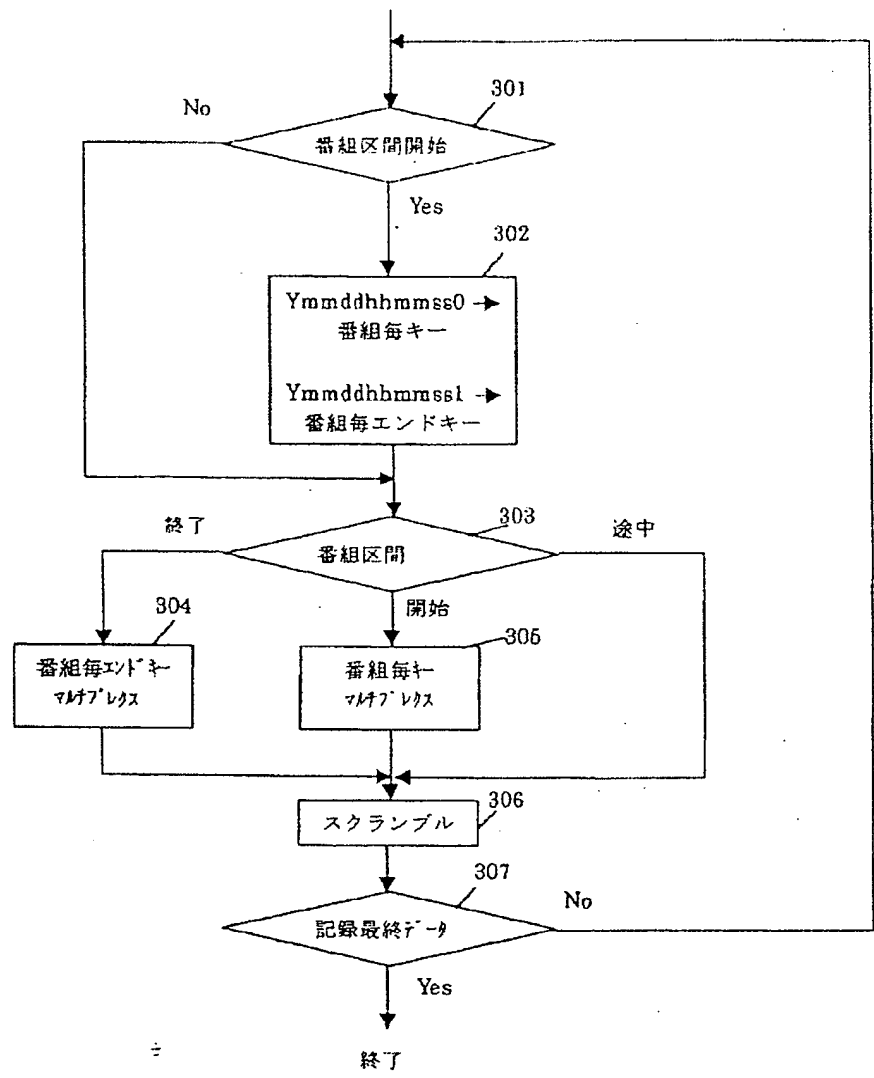 301
No
番組区間開始
Yes
302
Ymmddhhmmss0
番組毎キー
Ymmddhhmmss1
番組毎エンドキー
303
終了
途中
番組区間
304
開始
305
番組毎エンドキー
マルチプレクス
番組毎キー
マルチプレクス
306
スクランブル
307
No
記録最終データ
Yes
終了